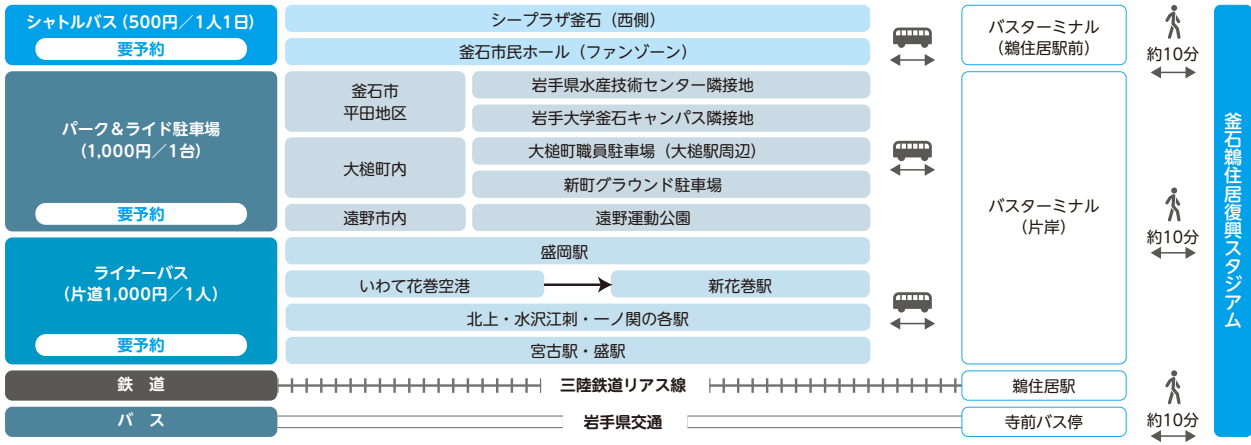 シャトルバス（500円／1人1日）
要予約
シープラザ釜石（西側）
釜石市民ホール（ファンゾーン）
バスターミナル
（鵜住居駅前）
約10分
パーク＆ライド駐車場
（1,000円／1台）
要予約
釜石市
平田地区
岩手県水産技術センター隣接地
岩手大学釜石キャンパス隣接地
大槌町内
大槌町職員駐車場（大槌駅周辺）
新町グラウンド駐車場
遠野市内
遠野運動公園
バスターミナル
（片岸）
約10分
ライナーバス
（片道1,000円／1人）
要予約
盛岡駅
いわて花巻空港
新花巻駅
北上・水沢江刺・一ノ関の各駅
宮古駅・盛駅
鉄　道
三陸鉄道リアス線
鵜住居駅
バ　ス
岩手県交通
寺前バス停
約10分
釜石鵜住居復興スタジアム